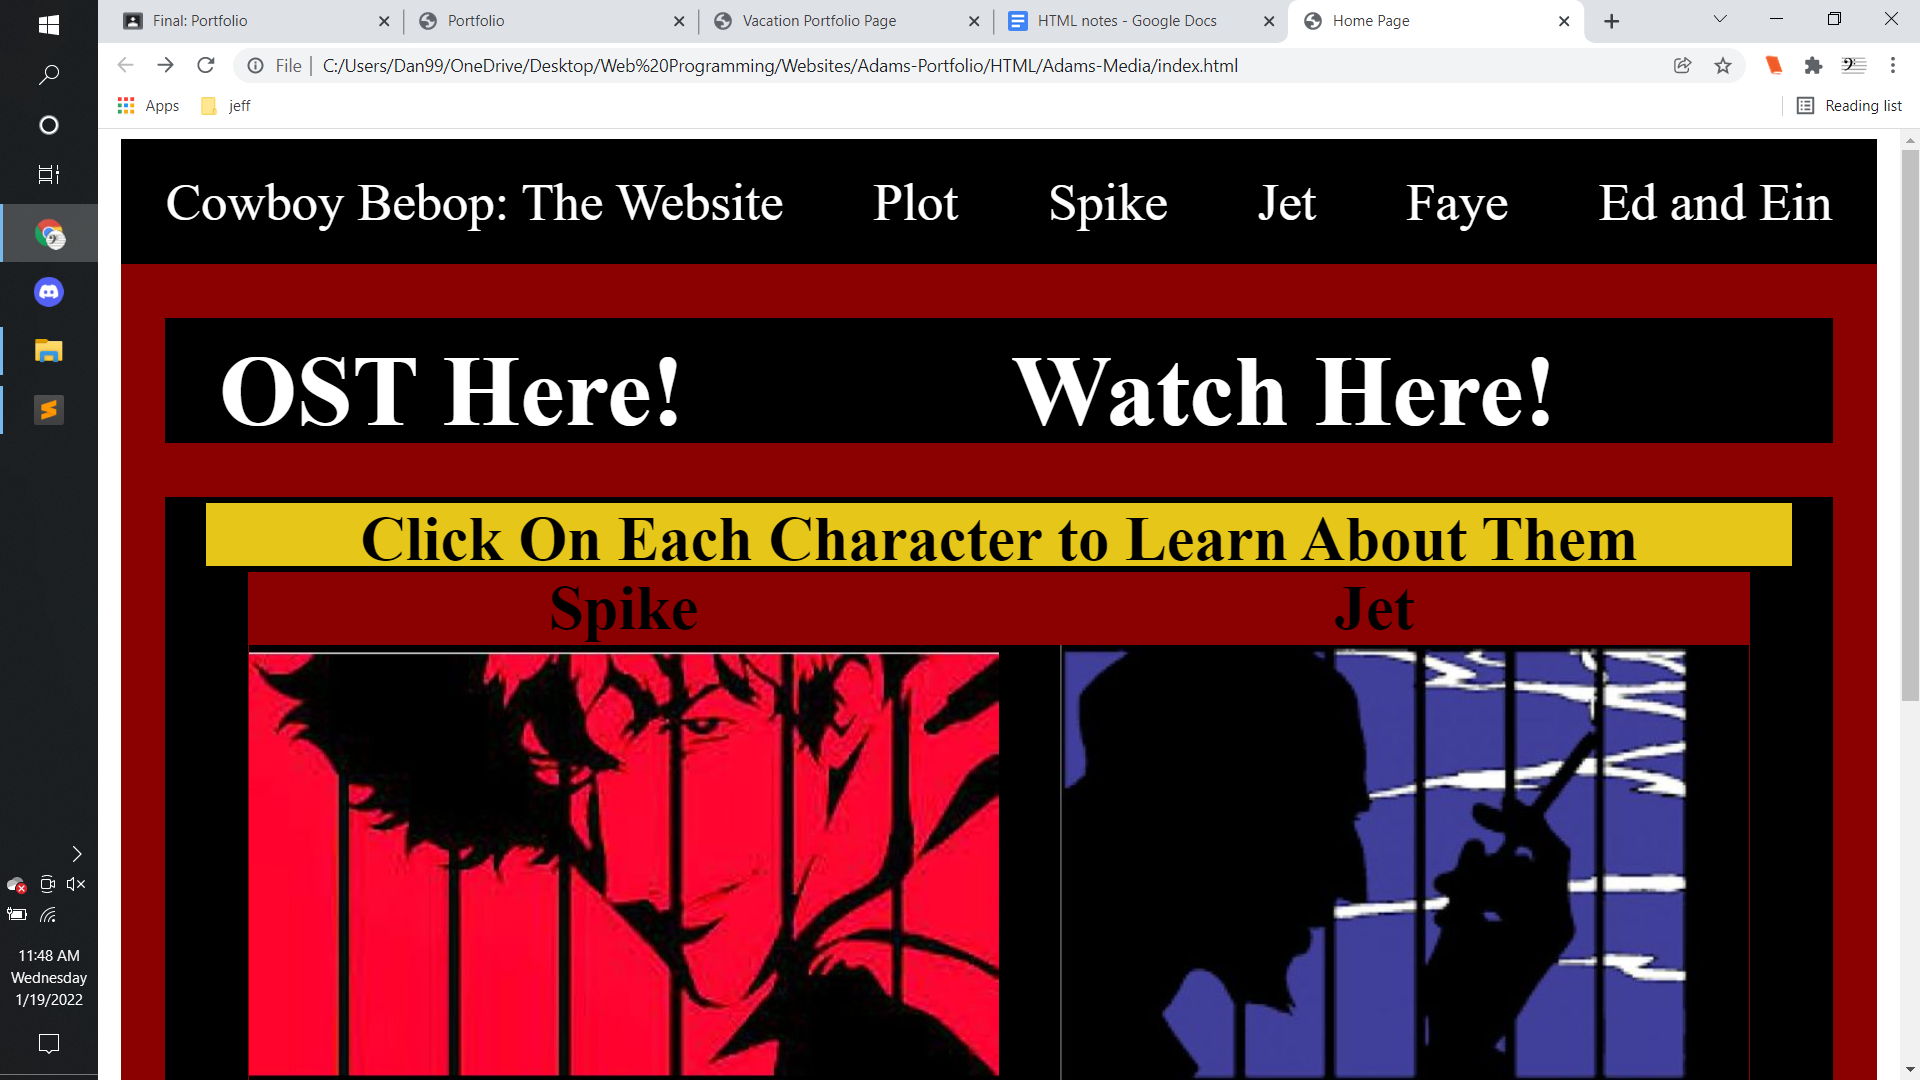 Final: Portfolio
Portfolio
Vacation Portfolio Page
HTML notes - Google Docs
Home Page
File | C:/Users/Dan99/OneDrive/Desktop/Web%20Programming/Websites/Adams-Portfolio/HTML/Adams-Media/index.html
Apps jeff Reading list
Cowboy Bebop: The Website Plot Spike Jet Faye Ed and Ein
OST Here! Watch Here!
Click On Each Character to Learn About Them
Spike Jet
11:48 AM
Wednesday
1/19/2022